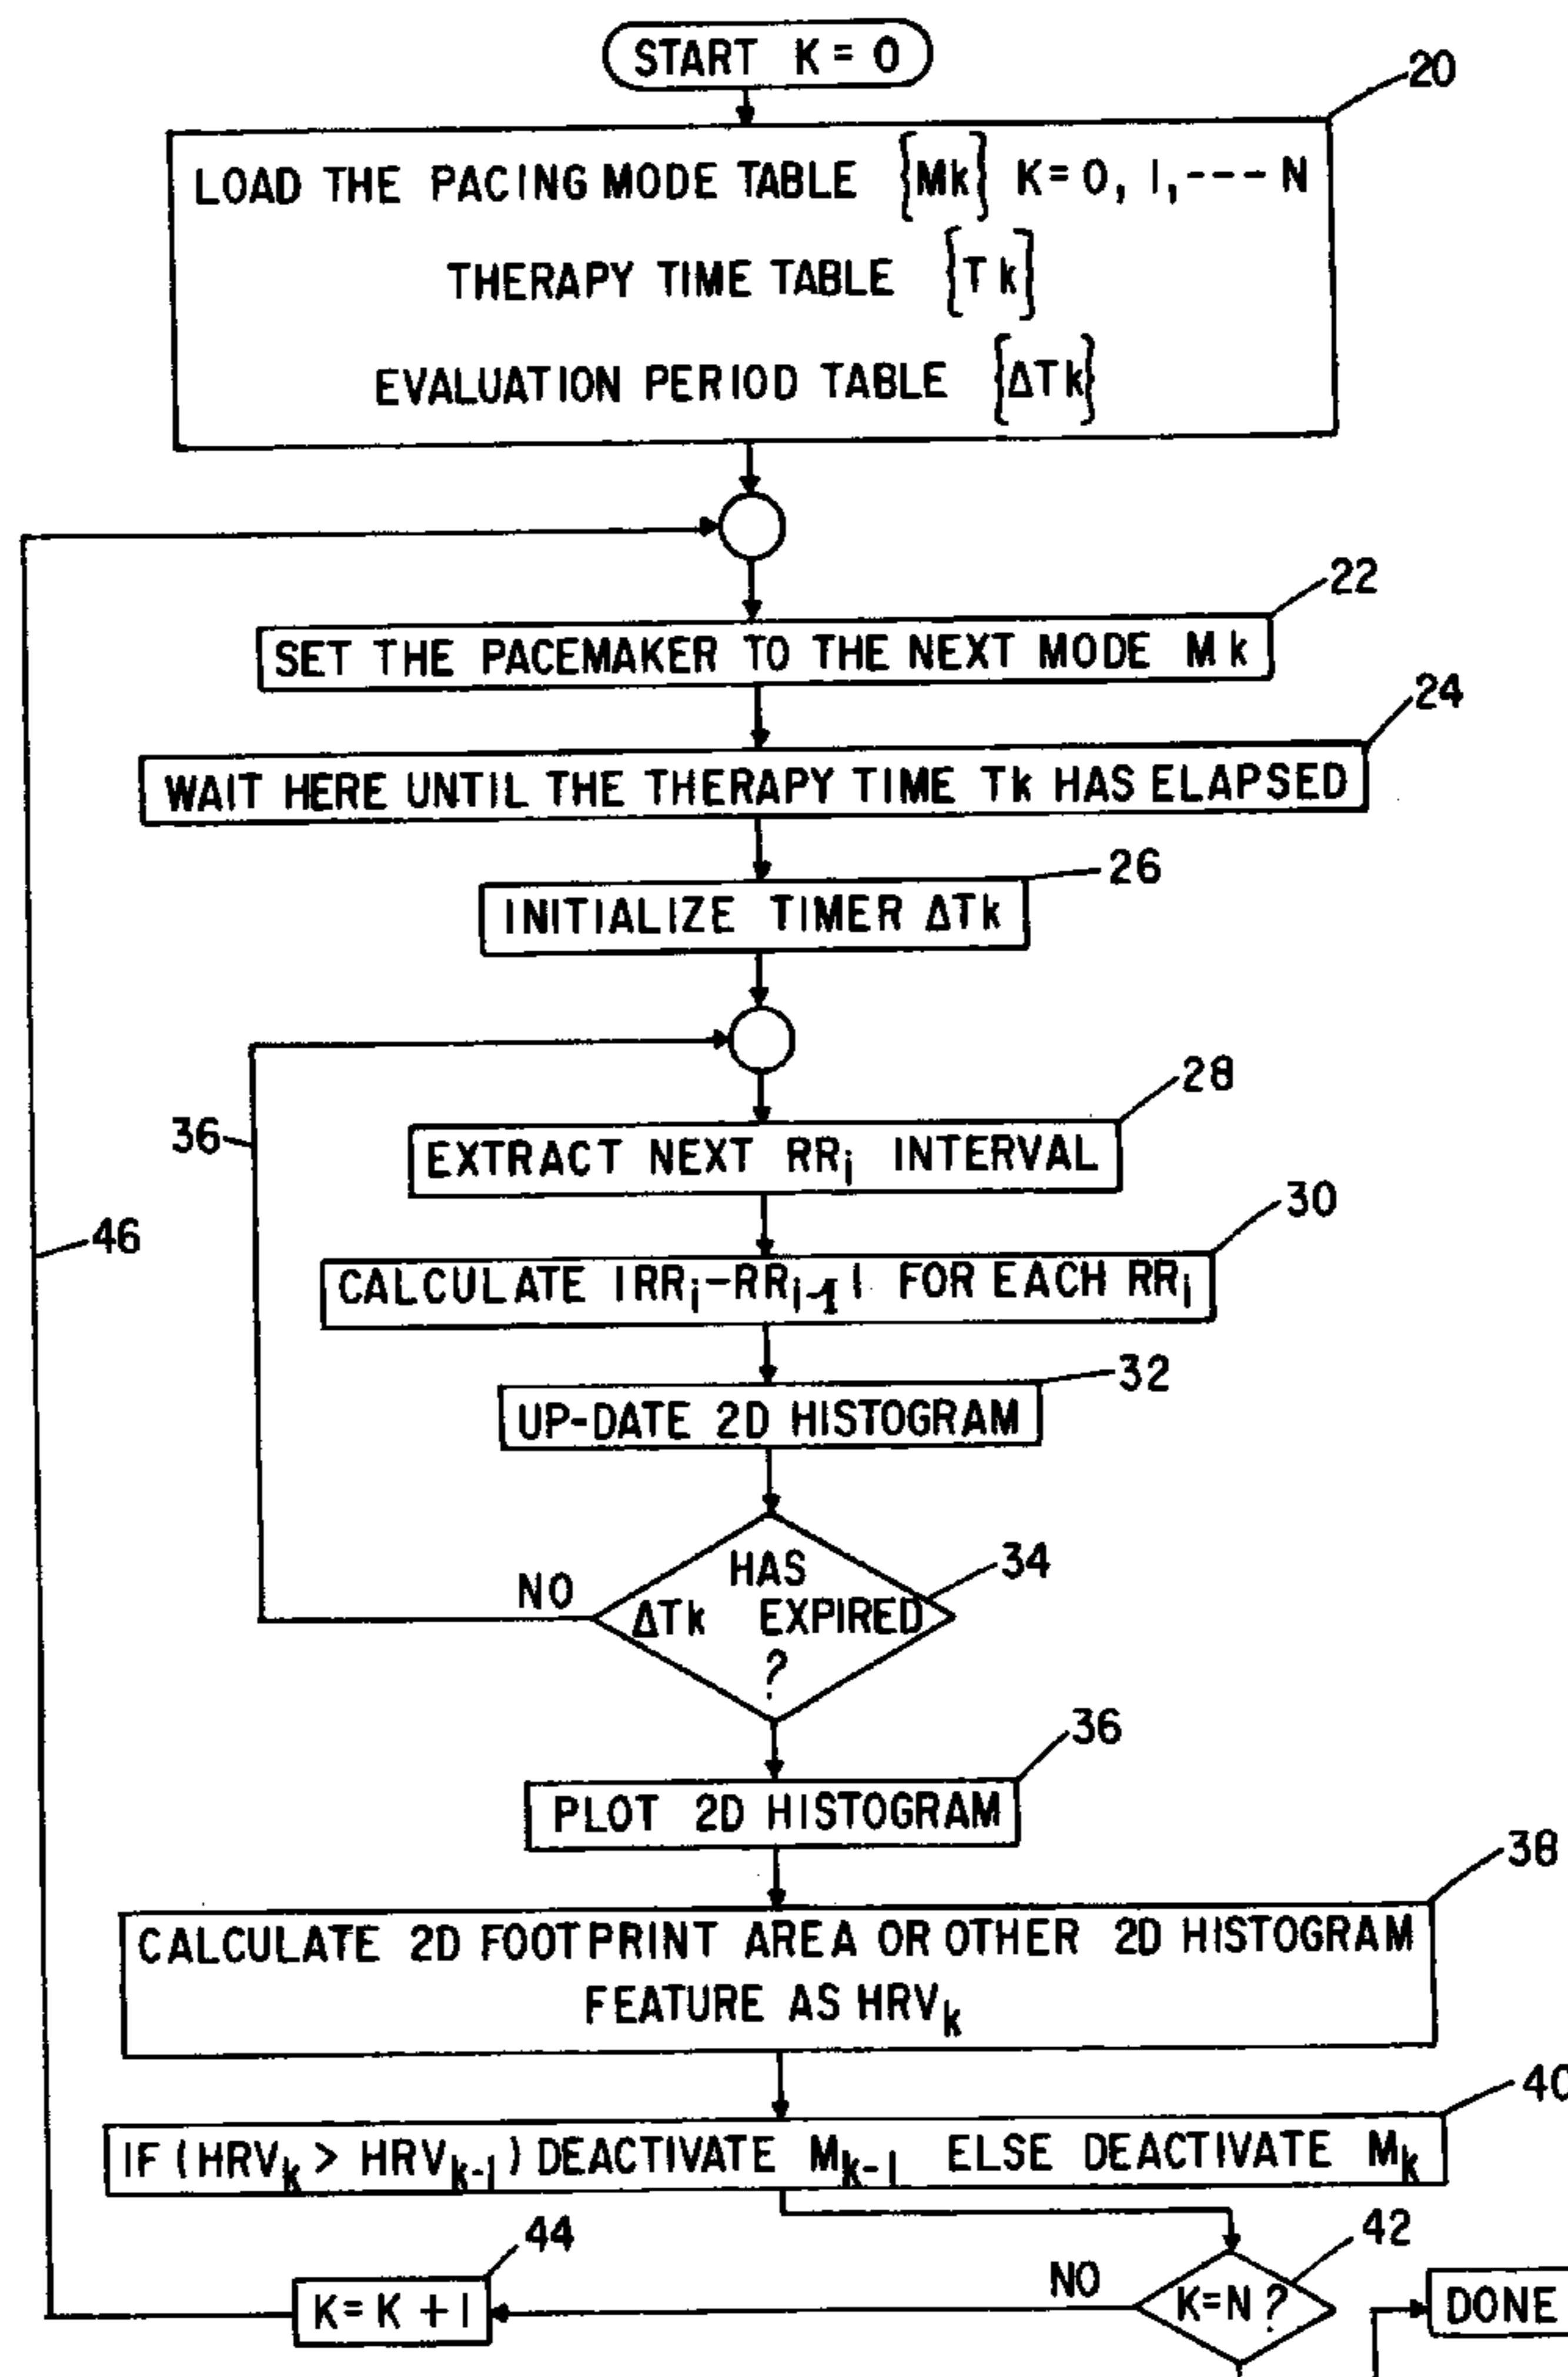 START K = 0
20
LOAD THE PACING MODE TABLE {Mk} K = 0, 1, --- N
THERAPY TIME TABLE {Tk}
EVALUATION PERIOD TABLE {ΔTk}
22
SET THE PACEMAKER TO THE NEXT MODE Mk
24
WAIT HERE UNTIL THE THERAPY TIME Tk HAS ELAPSED
26
INITIALIZE TIMER ΔTk
28
36
EXTRACT NEXT RRi INTERVAL
30
46
CALCULATE |RRi-RRi-1| FOR EACH RRi
32
UP-DATE 2D HISTOGRAM
34
NO
HAS
ΔTk EXPIRED
?
36
PLOT 2D HISTOGRAM
38
CALCULATE 2D FOOTPRINT AREA OR OTHER 2D HISTOGRAM
FEATURE AS HRVk
40
IF (HRVk > HRVk-1) DEACTIVATE Mk-1 ELSE DEACTIVATE Mk
44
42
NO
K = K + 1
K=N?
DONE